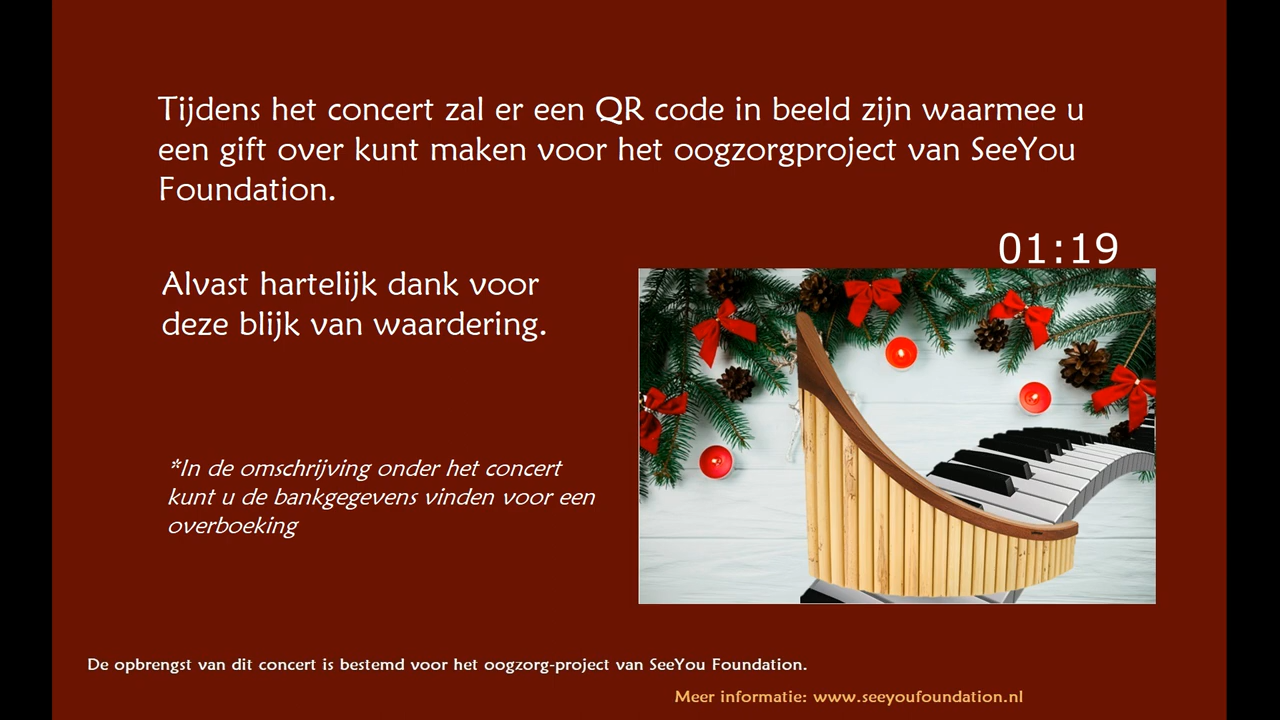 Tijdens het concert zal er een QR code in beeld zijn waarmee u
een gift over kunt maken voor het oogzorgproject van SeeYou
Foundation.
01:19
Alvast hartelijk dank voor
deze blijk van waardering.
*In de omschrijving onder het concert
kunt u de bankgegevens vinden voor een
overboeking
De opbrengst van dit concert is bestemd voor het oogzorg-project van SeeYou Foundation.
Meer informatie: www.seeyoufoundation.nl